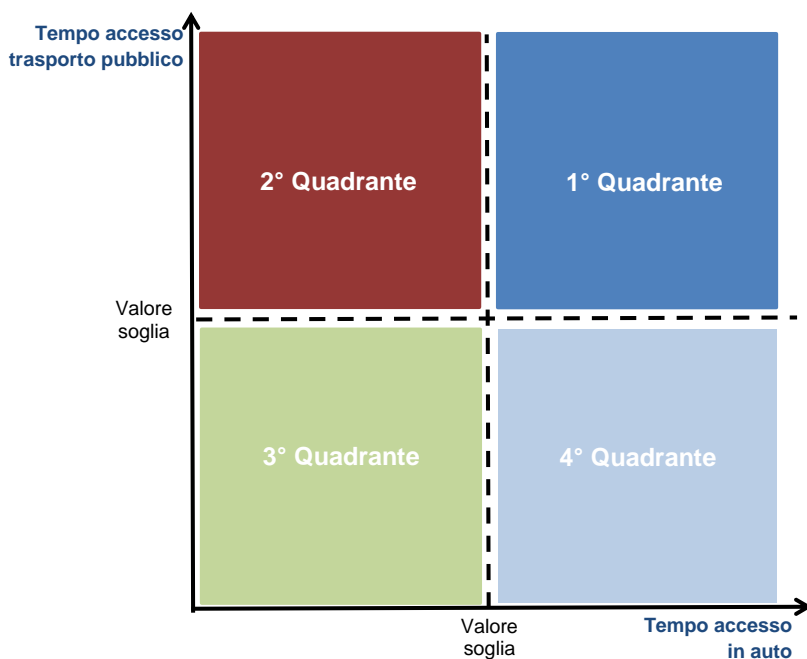 Tempo accesso
trasporto pubblico
2° Quadrante
1° Quadrante
Valore
soglia
3° Quadrante
4° Quadrante
Valore
soglia
Tempo accesso
in auto